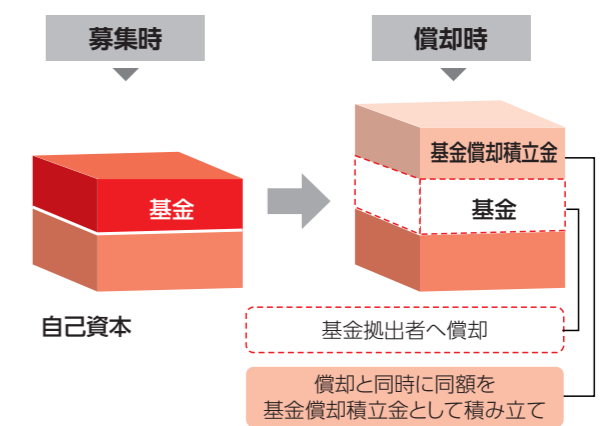 募集時
償却時
基金償却積立金
基金
基金
自己資本
基金拠出者へ償却
償却と同時に同額を
基金償却積立金として積み立て